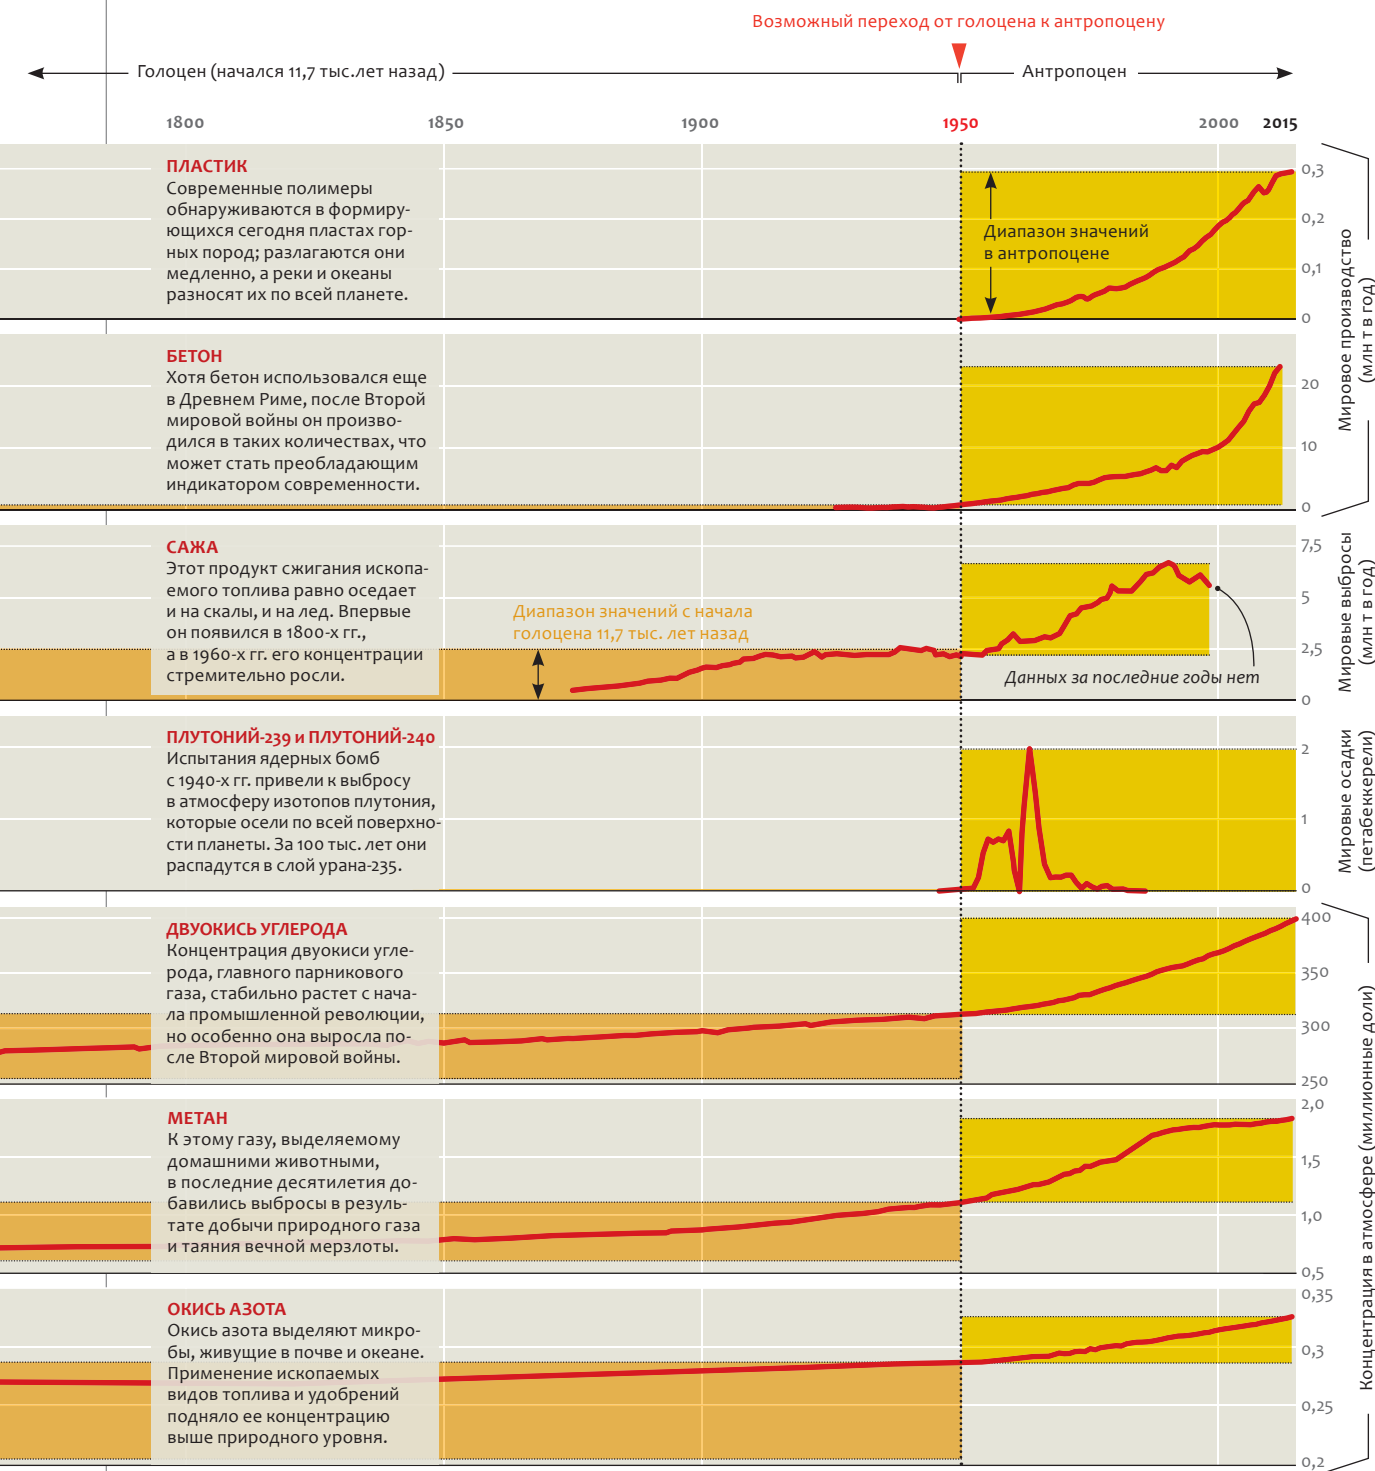 Возможный переход от голоцена к антропоцену
Голоцен (начался 11,7 тыс.лет назад)
Антропоцен
1800
1850
1900
1950
2000
2015
ПЛАСТИК
Современные полимеры
обнаруживаются в формиру-
ющихся сегодня пластах гор-
ных пород; разлагаются они
медленно, а реки и океаны
разносят их по всей планете.
Диапазон значений
в антропоцене
0,3
0,2
0,1
0
Мировое производство
(млн т в год)
БЕТОН
Хотя бетон использовался еще
в Древнем Риме, после Второй
мировой войны он произво-
дился в таких количествах, что
может стать преобладающим
индикатором современности.
20
10
0
САЖА
Этот продукт сжигания ископа-
емого топлива равно оседает
и на скалы, и на лед. Впервые
он появился в 1800-х гг.,
а в 1960-х гг. его концентрации
стремительно росли.
Диапазон значений с начала
голоцена 11,7 тыс. лет назад
Данных за последние годы нет
7,5
5
2,5
0
Мировые выбросы
(млн т в год)
ПЛУТОНИЙ-239 и ПЛУТОНИЙ-240
Испытания ядерных бомб
с 1940-х гг. привели к выбросу
в атмосферу изотопов плутония,
которые осели по всей поверхно-
сти планеты. За 100 тыс. лет они
распадутся в слой урана-235.
2
1
0
Мировые осадки
(петабеккерели)
ДВУОКИСЬ УГЛЕРОДА
Концентрация двуокиси угле-
рода, главного парникового
газа, стабильно растет с нача-
ла промышленной революции,
но особенно она выросла по-
сле Второй мировой войны.
400
350
300
250
Концентрация в атмосфере (миллионные доли)
МЕТАН
К этому газу, выделяемому
домашними животными,
в последние десятилетия до-
бавились выбросы в резуль-
тате добычи природного газа
и таяния вечной мерзлоты.
2,0
1,5
1,0
0,5
ОКИСЬ АЗОТА
Окись азота выделяют микро-
бы, живущие в почве и океане.
Применение ископаемых
видов топлива и удобрений
подняло ее концентрацию
выше природного уровня.
0,35
0,3
0,25
0,2